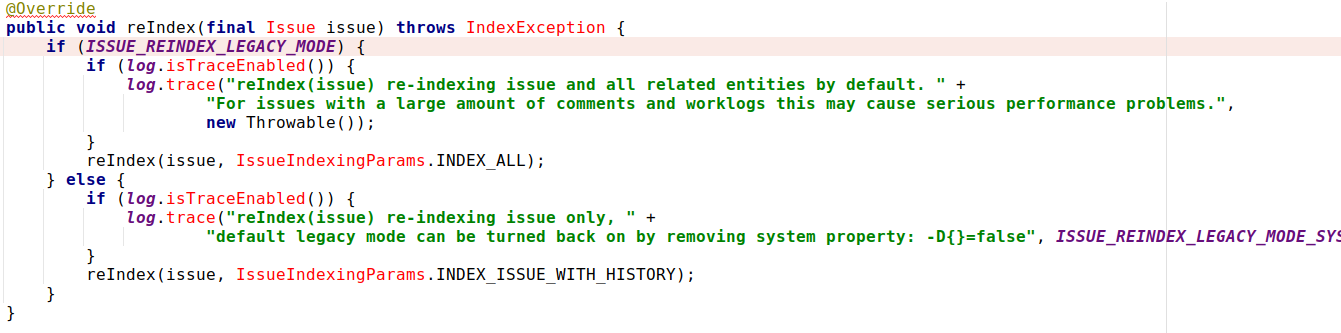 @Override
public void reIndex(final Issue issue) throws IndexException {
    if (ISSUE_REINDEX_LEGACY_MODE) {
        if (log.isTraceEnabled()) {
            log.trace("reIndex(issue) re-indexing issue and all related entities by default. " +
                    "For issues with a large amount of comments and worklogs this may cause serious performance problems.",
                    new Throwable());
        }
        reIndex(issue, IssueIndexingParams.INDEX_ALL);
    } else {
        if (log.isTraceEnabled()) {
            log.trace("reIndex(issue) re-indexing issue only, " +
                    "default legacy mode can be turned back on by removing system property: -D{}=false", ISSUE_REINDEX_LEGACY_MODE_SYS
        }
        reIndex(issue, IssueIndexingParams.INDEX_ISSUE_WITH_HISTORY);
    }
}